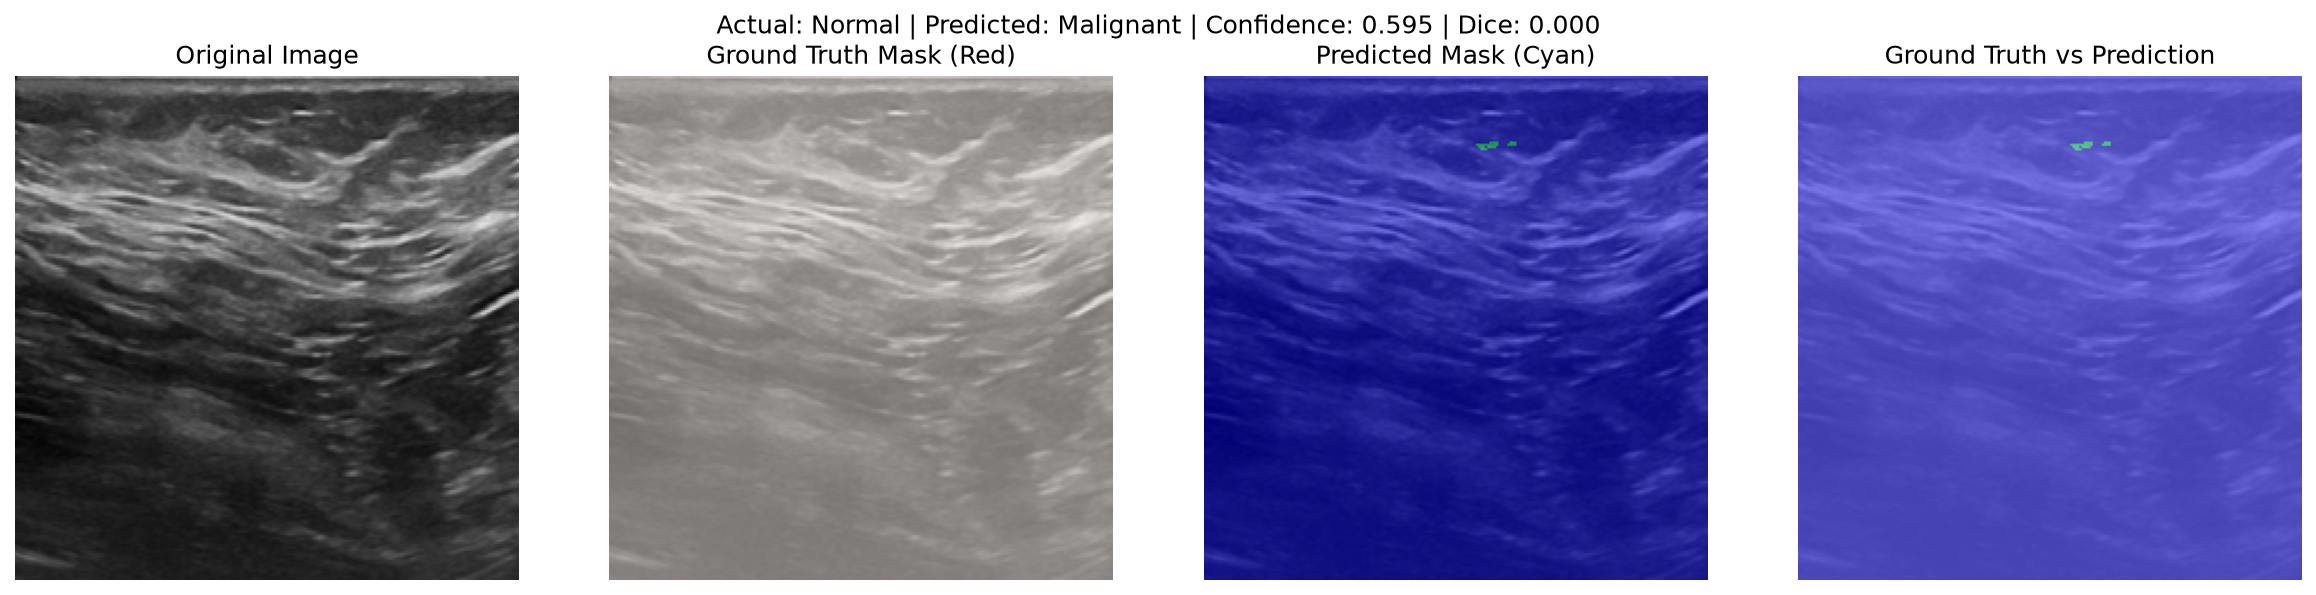 Actual: Normal | Predicted: Malignant | Confidence: 0.595 | Dice: 0.000
Original Image
Ground Truth Mask (Red)
Predicted Mask (Cyan)
Ground Truth vs Prediction